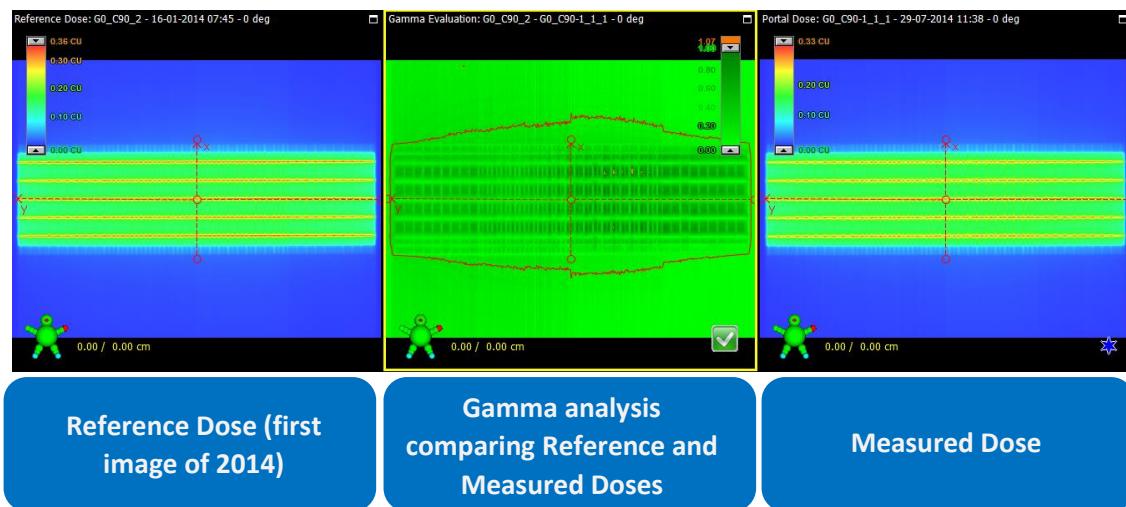 Reference Dose: G0_C90_2 - 16-01-2014 07:45 - 0 deg
0.36 CU
0.30 CU
0.20 CU
0.10 CU
0.00 CU
X
X
Y
0.00 / 0.00 cm
Gamma Evaluation: G0_C90_2 - G0_C90-1_1_1 - 0 deg
1.07
0.80
0.60
0.40
0.20
0.00
X
X
Y
0.00 / 0.00 cm
Portal Dose: G0_C90-1_1_1 - 29-07-2014 11:38 - 0 deg
0.33 CU
0.20 CU
0.10 CU
0.00 CU
X
X
Y
0.00 / 0.00 cm
Reference Dose (first
image of 2014)
Gamma analysis
comparing Reference and
Measured Doses
Measured Dose